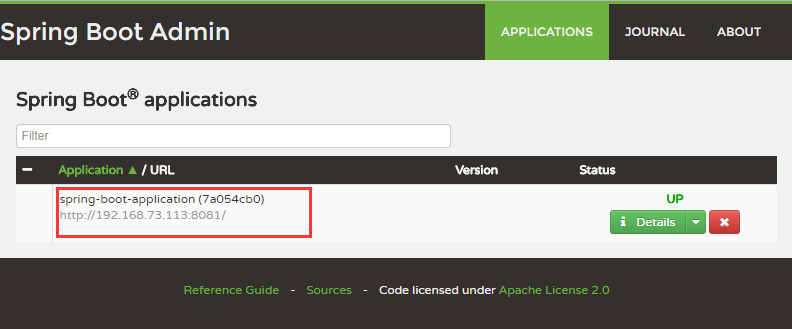 Spring Boot Admin
APPLICATIONS JOURNAL ABOUT
Spring Boot® applications
Filter
Application ▲ / URL Version Status
spring-boot-application (7a054cb0)
http://192.168.73.113:8081/
UP
i Details
Reference Guide - Sources - Code licensed under Apache License 2.0